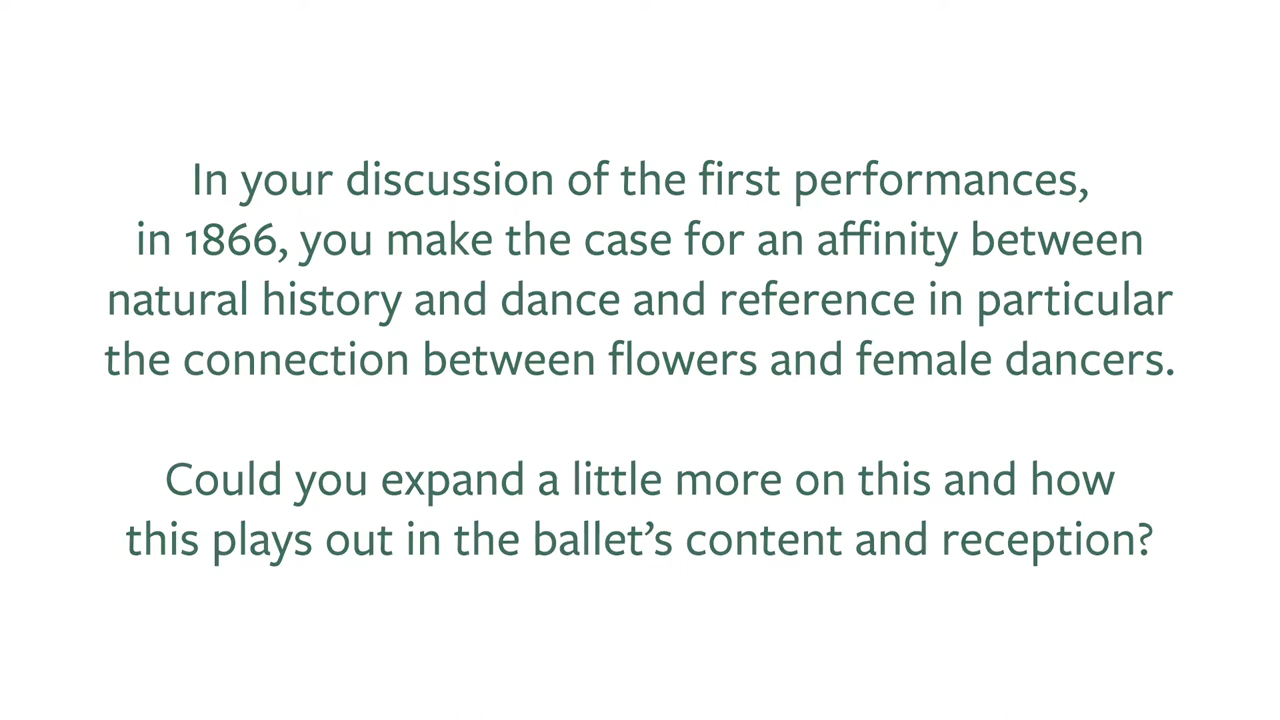 In your discussion of the first performances,
in 1866, you make the case for an affinity between
natural history and dance and reference in particular
the connection between flowers and female dancers.
Could you expand a little more on this and how
this plays out in the ballet’s content and reception?